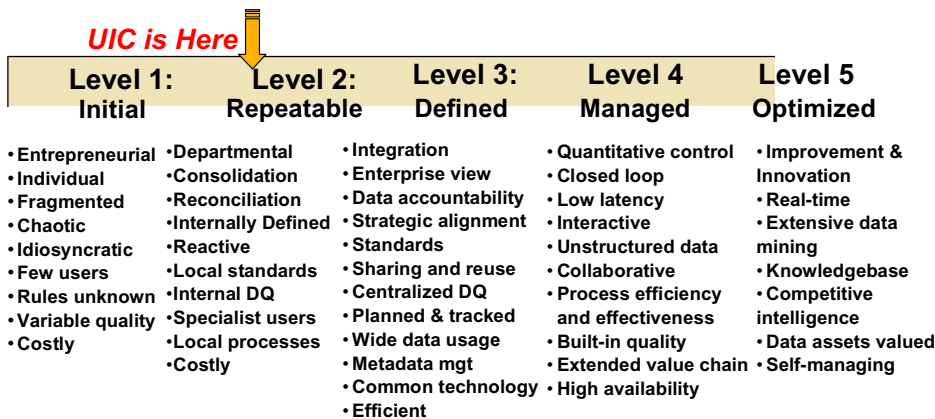 UIC is Here
Level 1:
Initial
Level 2:
Repeatable
Level 3:
Defined
Level 4
Managed
Level 5
Optimized
• Entrepreneurial
• Individual
• Fragmented
• Chaotic
• Idiosyncratic
• Few users
• Rules unknown
• Variable quality
• Costly
•Departmental
•Consolidation
•Reconciliation
•Internally Defined
•Reactive
•Local standards
•Internal DQ
•Specialist users
•Local processes
•Costly
• Integration
• Enterprise view
• Data accountability
• Strategic alignment
• Standards
• Sharing and reuse
• Centralized DQ
• Planned & tracked
• Wide data usage
• Metadata mgt
• Common technology
• Efficient
• Quantitative control
• Closed loop
• Low latency
• Interactive
• Unstructured data
• Collaborative
• Process efficiency
and effectiveness
• Built-in quality
• Extended value chain
• High availability
• Improvement &
Innovation
• Real-time
• Extensive data
mining
• Knowledgebase
• Competitive
intelligence
• Data assets valued
• Self-managing